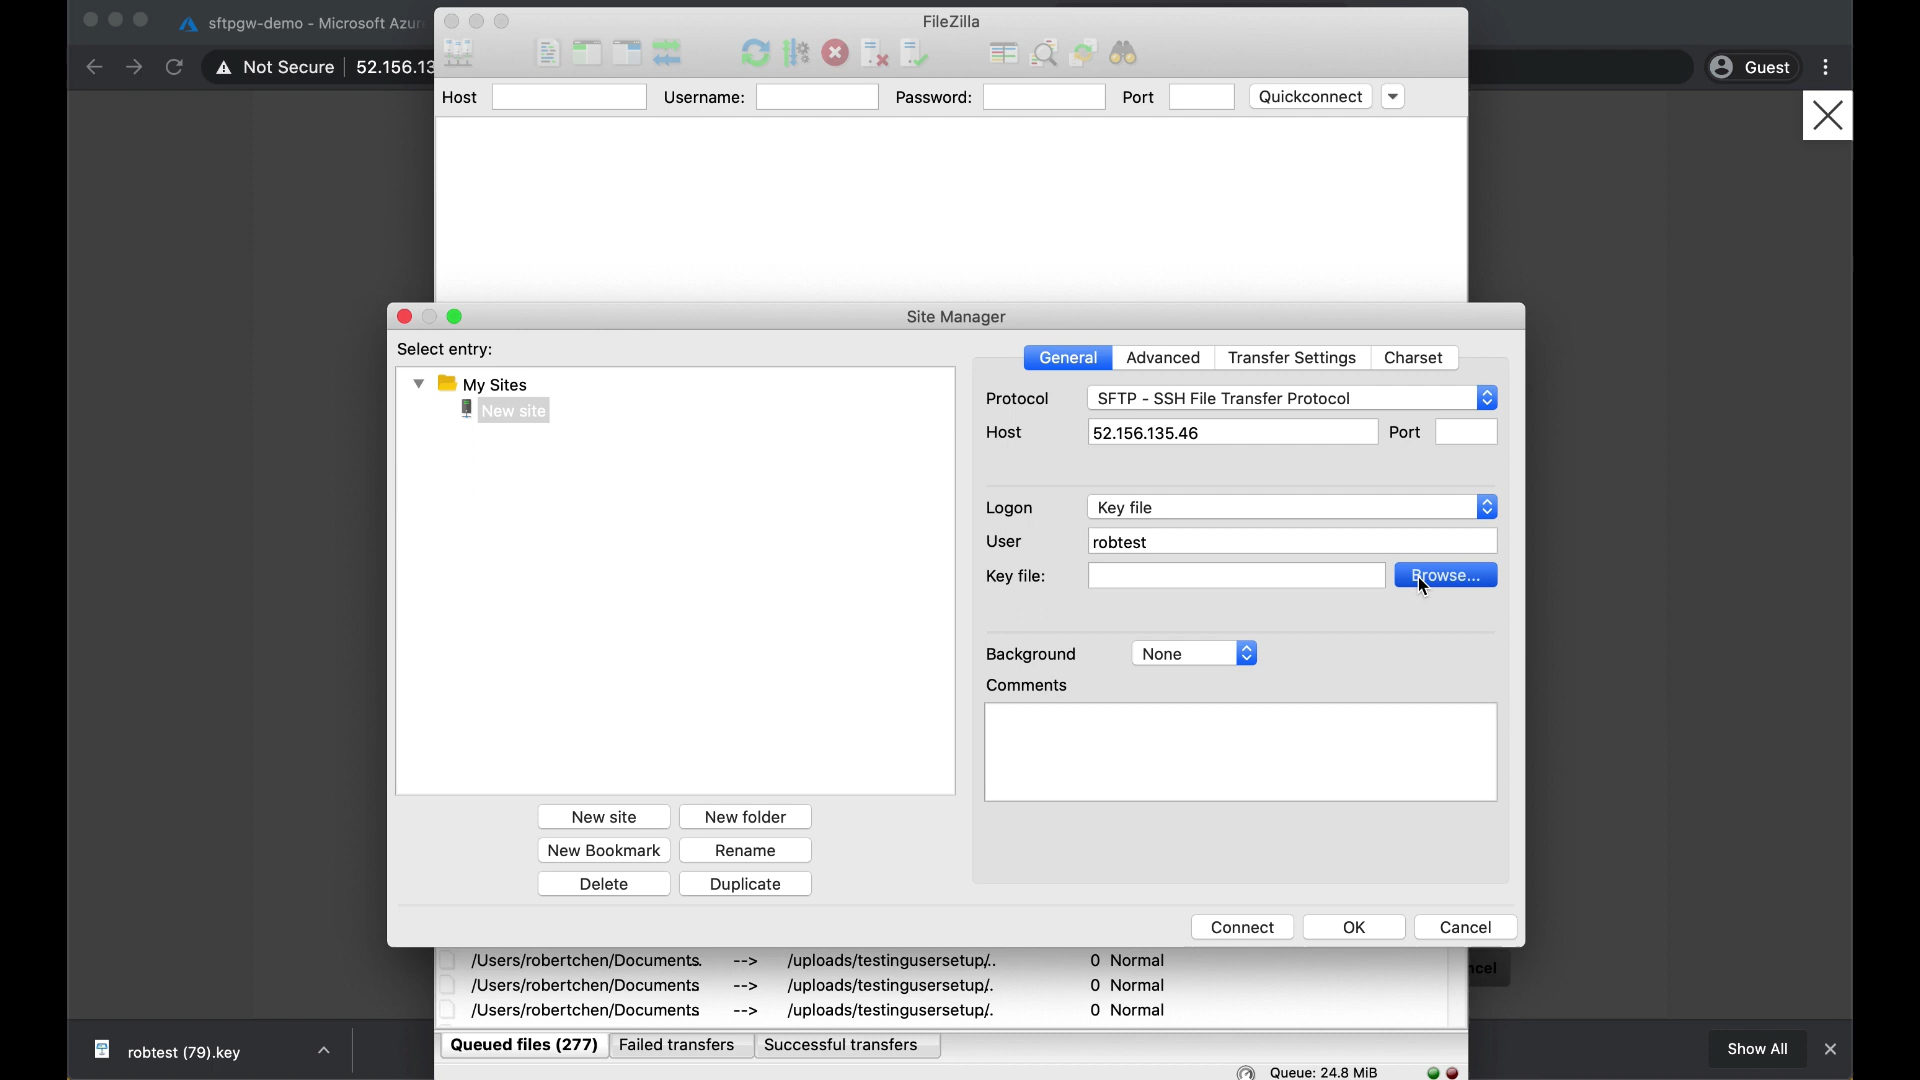 sftpgw-demo - Microsoft Azur
FileZilla
Not Secure
52.156.13
Guest
Host
Username:
Password:
Port
Quickconnect
Site Manager
Select entry:
My Sites
New site
General
Advanced
Transfer Settings
Charset
Protocol
SFTP - SSH File Transfer Protocol
Host
52.156.135.46
Port
Logon
Key file
User
robtest
Key file:
Browse...
Background
None
Comments
New site
New folder
New Bookmark
Rename
Delete
Duplicate
Connect
OK
Cancel
/Users/robertchen/Documents. --> /uploads/testingusersetup/.. 0 Normal
ncel
/Users/robertchen/Documents --> /uploads/testingusersetup/. 0 Normal
/Users/robertchen/Documents --> /uploads/testingusersetup/. 0 Normal
Queued files (277)
Failed transfers
Successful transfers
robtest (79).key
Show All
Queue: 24.8 MiB